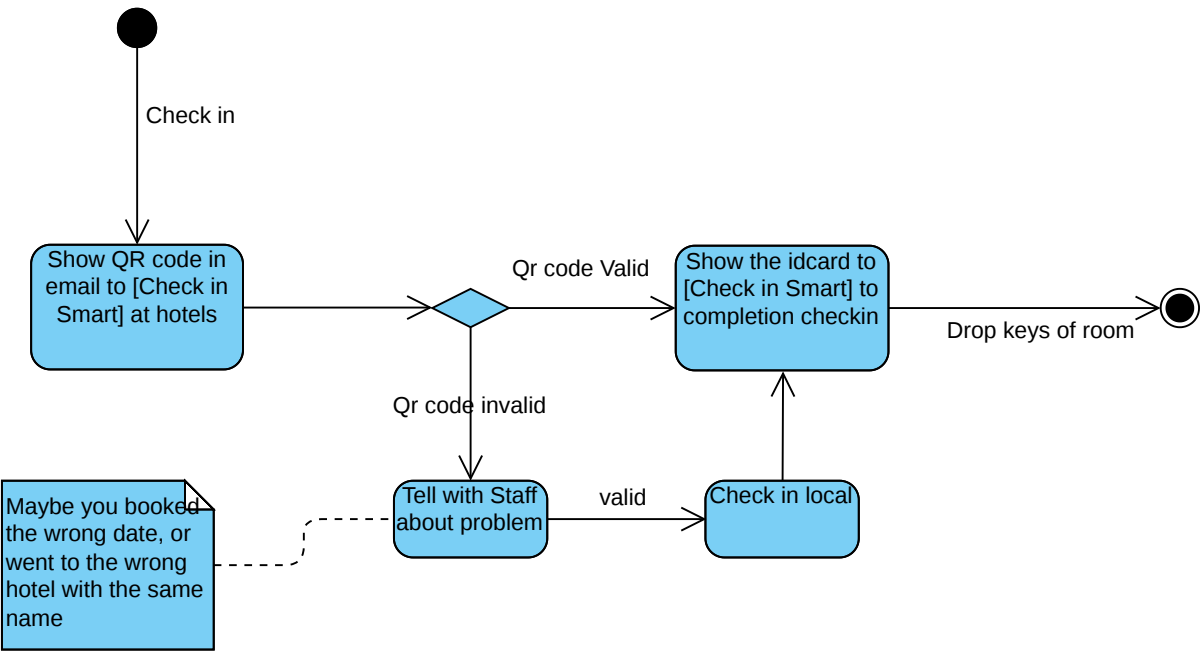 Check in
Show QR code in
email to [Check in
Smart] at hotels
Qr code Valid
Show the idcard to
[Check in Smart] to
completion checkin
Drop keys of room
Qr code invalid
Maybe you booked
the wrong date, or
went to the wrong
hotel with the same
name
Tell with Staff
about problem
valid
Check in local